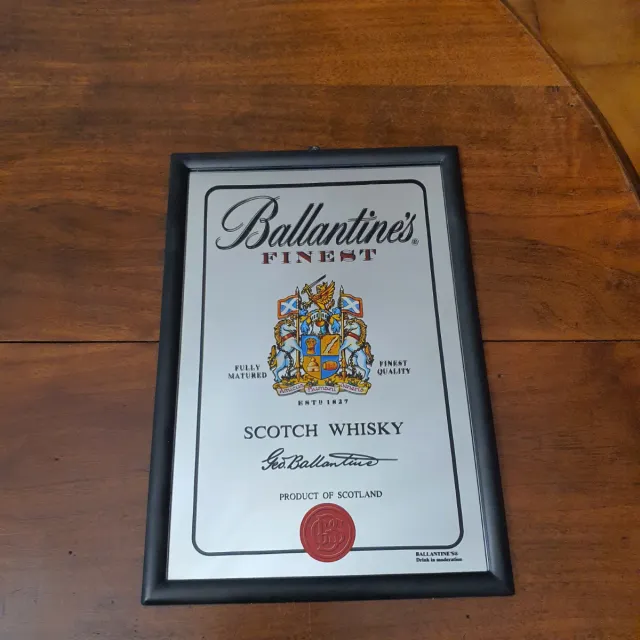 Ballantine's®
FINEST
FULLY MATURED
FINEST QUALITY
ESTD 1827
SCOTCH WHISKY
Geo. Ballantine
PRODUCT OF SCOTLAND
BALLANTINE'S®
Drink in moderation